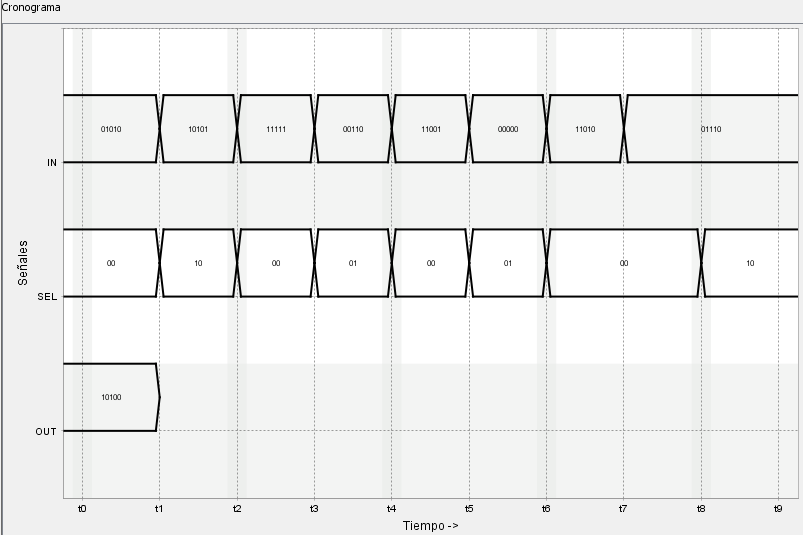 Cronograma
01010 10101 11111 00110 11001 00000 11010 01110
IN
Señales
00 10 00 01 00 01 00 10
SEL
10100
OUT
t0 t1 t2 t3 t4 t5 t6 t7 t8 t9
Tiempo ->